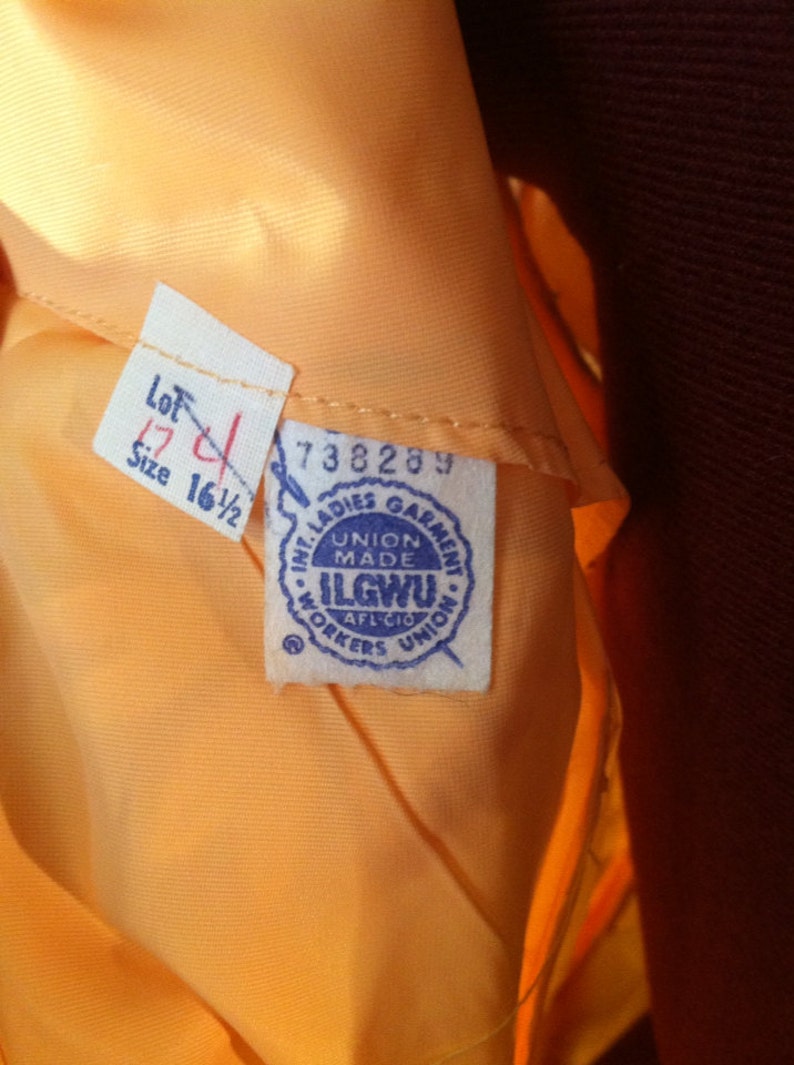 Lot
174
Size 16½
738289
INT. LADIES GARMENT
UNION
MADE
ILGWU
AFL-CIO
WORKERS UNION
®